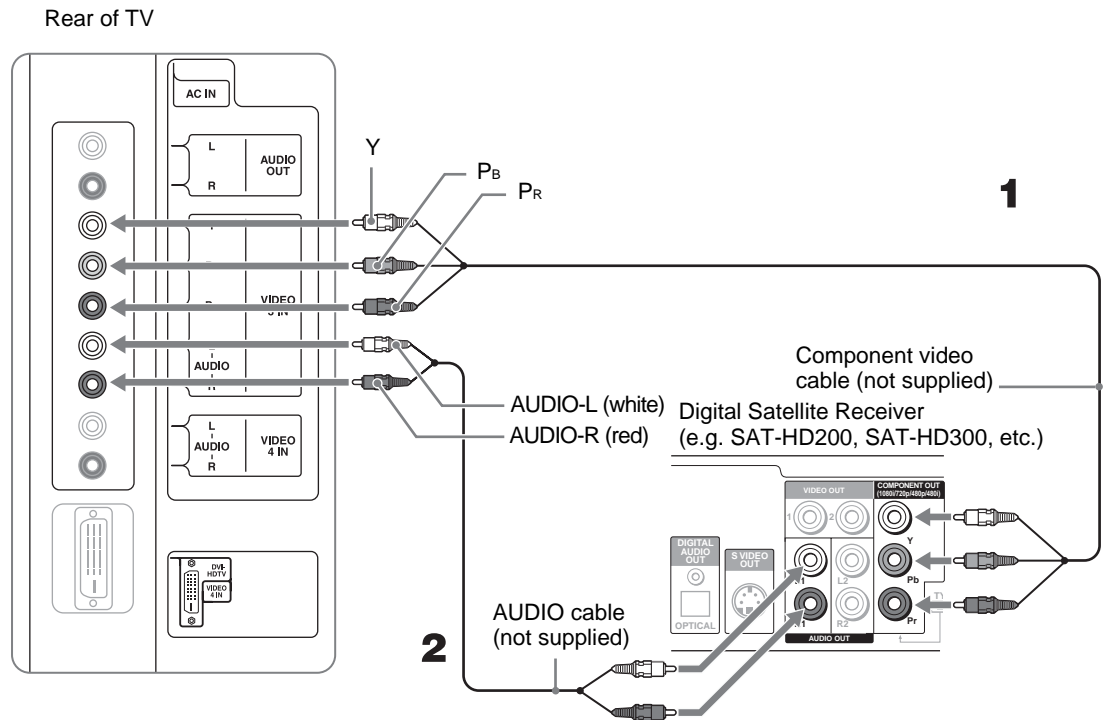 Rear of TV
AC IN
L
R
AUDIO
OUT
Y
PB
PR
1
VIDEO
3 IN
AUDIO
R
AUDIO-L (white)
AUDIO-R (red)
L
AUDIO
R
VIDEO
4 IN
DVI-
HDTV
VIDEO
4 IN
Component video
cable (not supplied)
Digital Satellite Receiver
(e.g. SAT-HD200, SAT-HD300, etc.)
VIDEO OUT
COMPONENT OUT
(1080i/720p/480p/480i)
1
2
Y
DIGITAL
AUDIO
OUT
S VIDEO
OUT
L2
Pb
OPTICAL
R2
Pr
AUDIO OUT
AUDIO cable
(not supplied)
2